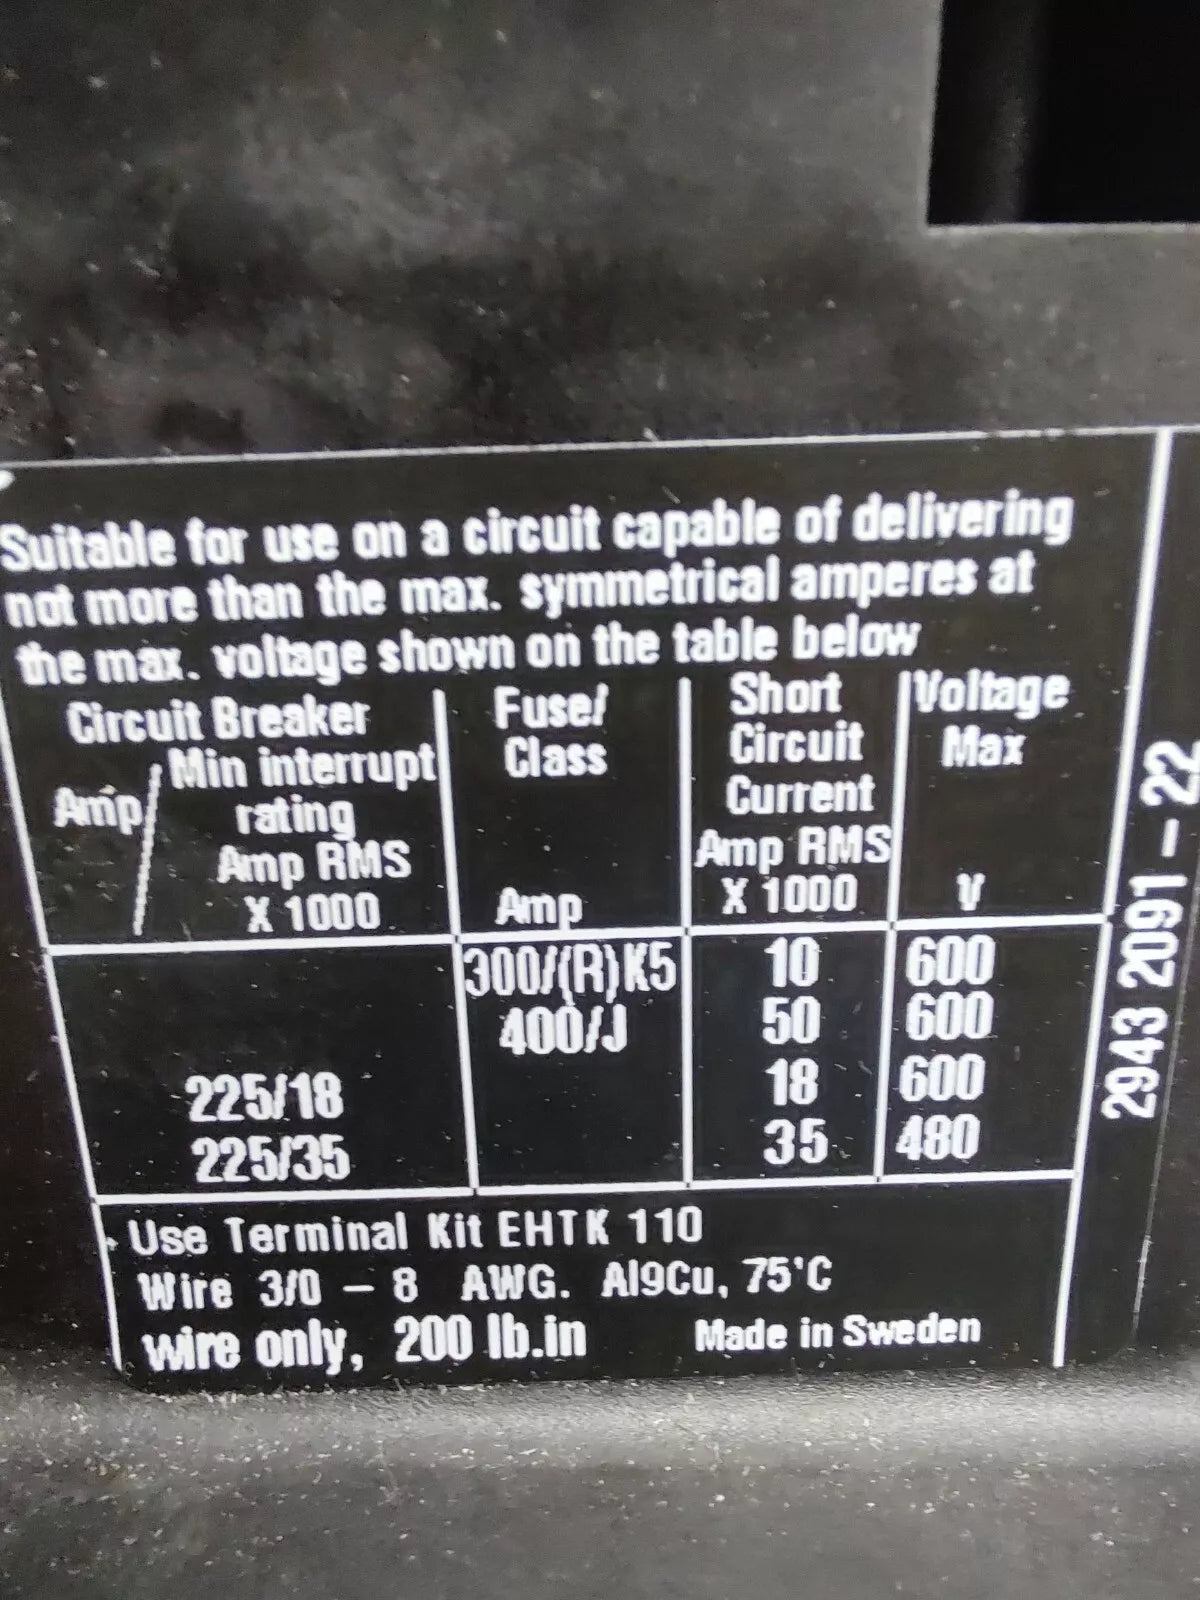 Suitable for use on a circuit capable of delivering
not more than the max. symmetrical amperes at
the max. voltage shown on the table below
Circuit Breaker
Amp/ Min interrupt
rating
Amp RMS
X 1000
Fuse/
Class
Amp
Short
Circuit
Current
Amp RMS
X 1000
Voltage
Max
V
300/(R)K5 10 600
400/J 50 600
225/18 18 600
225/35 35 480
Use Terminal Kit EHTK 110
Wire 3/0 – 8 AWG. Al9Cu, 75°C
wire only, 200 lb.in Made in Sweden
2943 2091 – 22